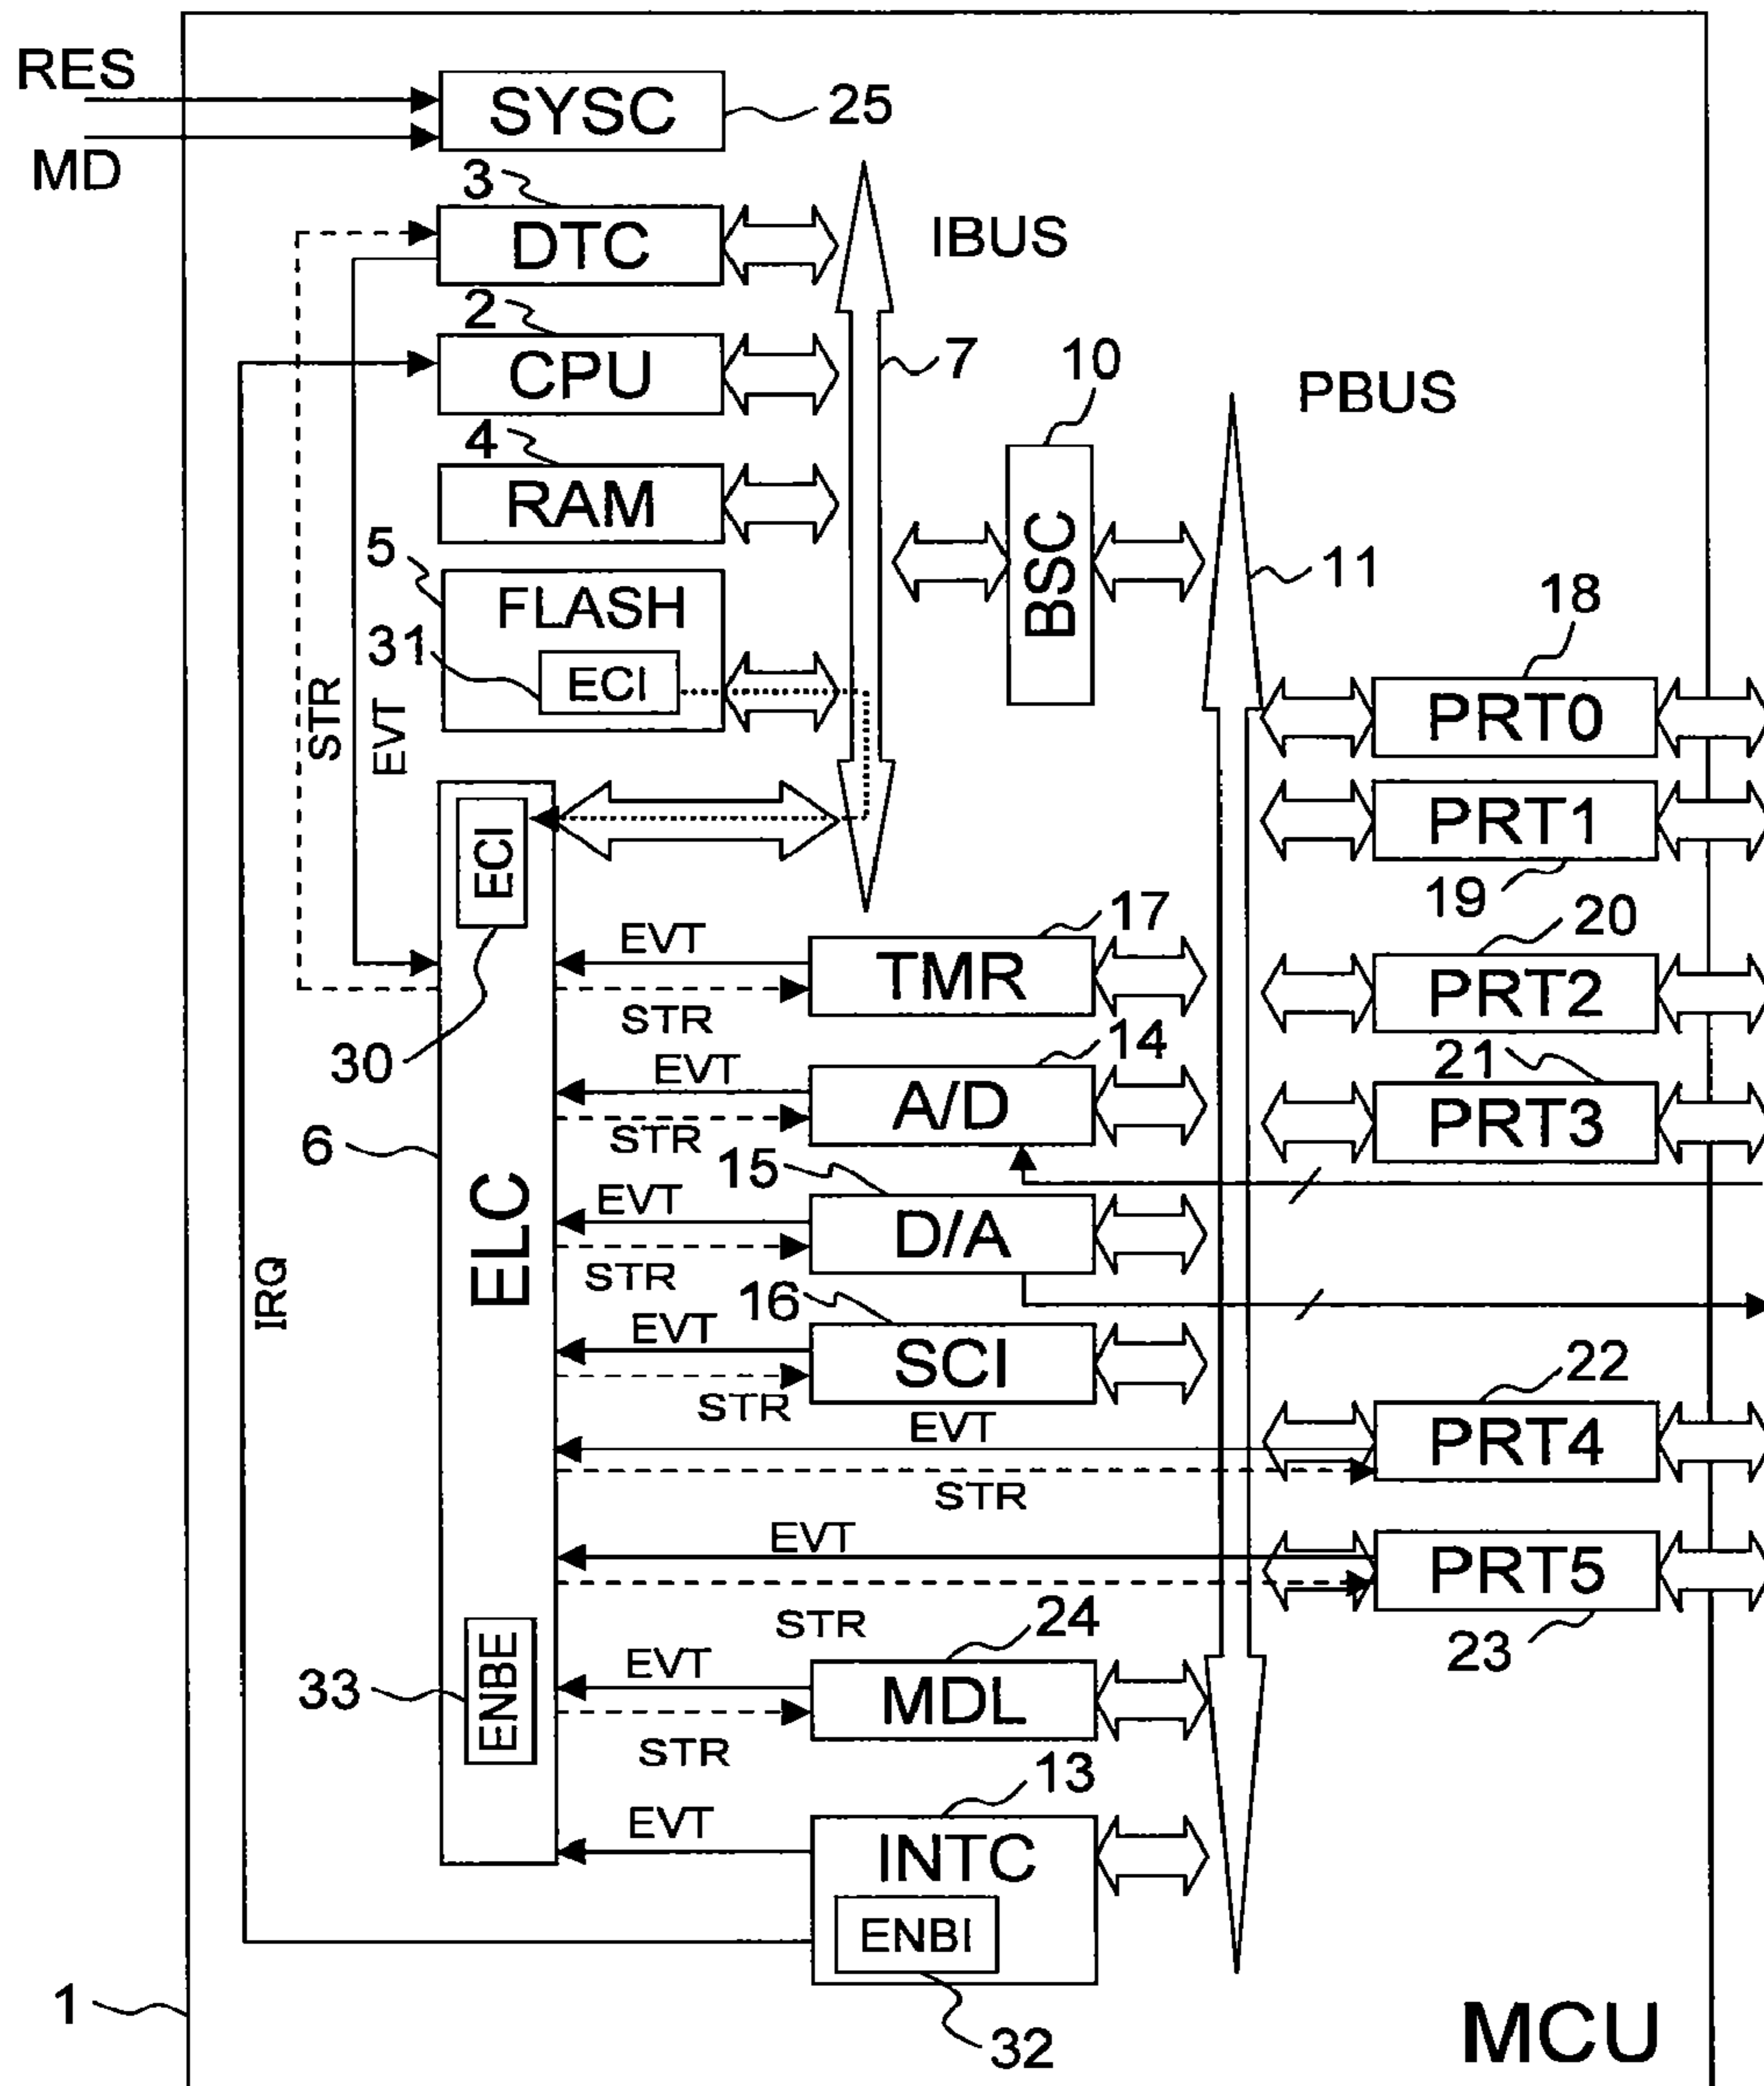 RES
SYSC
25
MD
3
DTC
IBUS
2
CPU
7
10
PBUS
4
RAM
BSC
11
5
FLASH
18
31
ECI
PRT0
STR
EVT
PRT1
ECI
19
17
20
EVT
TMR
PRT2
STR
30
14
21
EVT
A/D
PRT3
STR
6
15
ELC
EVT
D/A
STR
IRQ
16
EVT
SCI
22
STR
EVT
PRT4
STR
EVT
PRT5
STR
24
23
ENBE
33
EVT
MDL
STR
13
EVT
INTC
ENBI
1
32
MCU